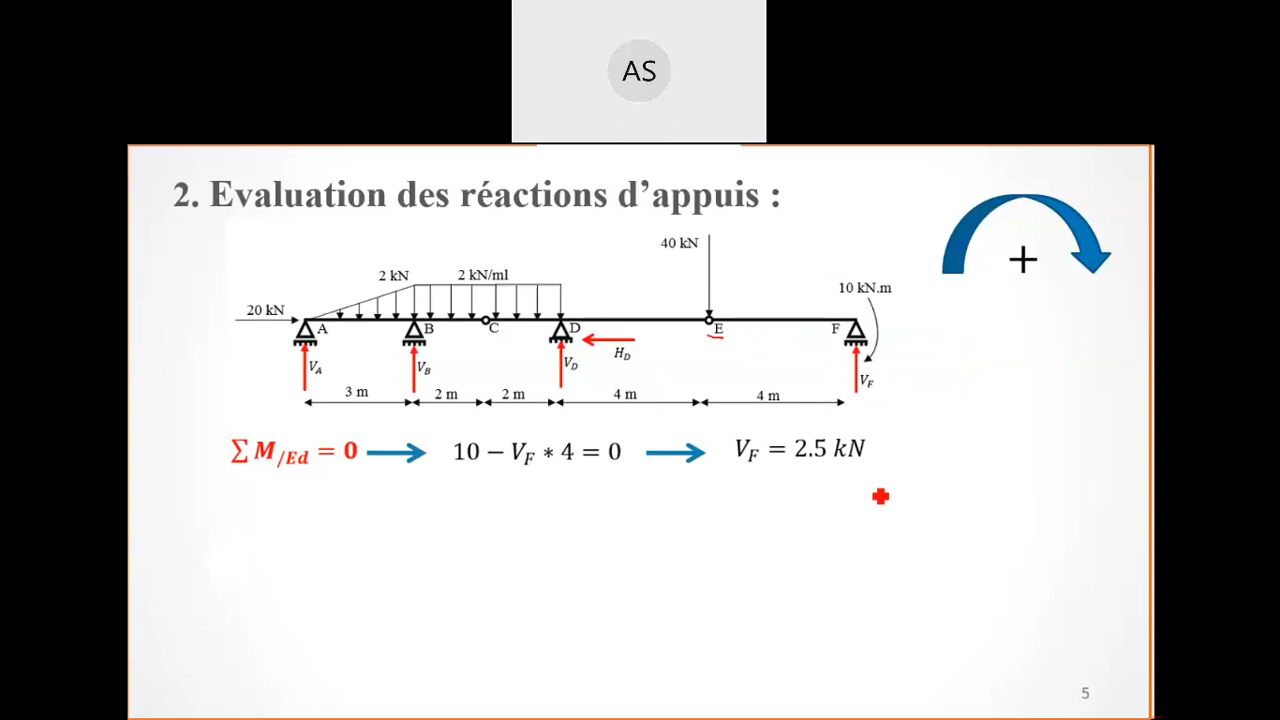 AS
2. Evaluation des réactions d’appuis :
+
40 kN
2 kN 2 kN/ml
10 kN.m
20 kN
A B C D E F
H_D
V_A V_B V_D V_F
3 m 2 m 2 m 4 m 4 m
∑M_/Ed = 0 10 − V_F ∗ 4 = 0 V_F = 2.5 kN
5